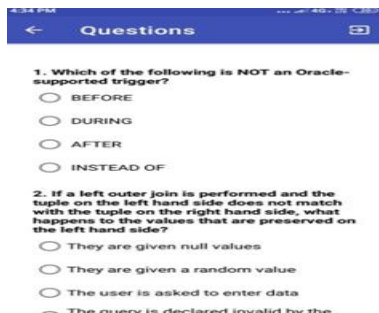 4:34 PM
Questions
1. Which of the following is NOT an Oracle-
supported trigger?
BEFORE
DURING
AFTER
INSTEAD OF
2. If a left outer join is performed and the
tuple on the left hand side does not match
with the tuple on the right hand side, what
happens to the values that are preserved on
the left hand side?
They are given null values
They are given a random value
The user is asked to enter data
The query is declared invalid by the